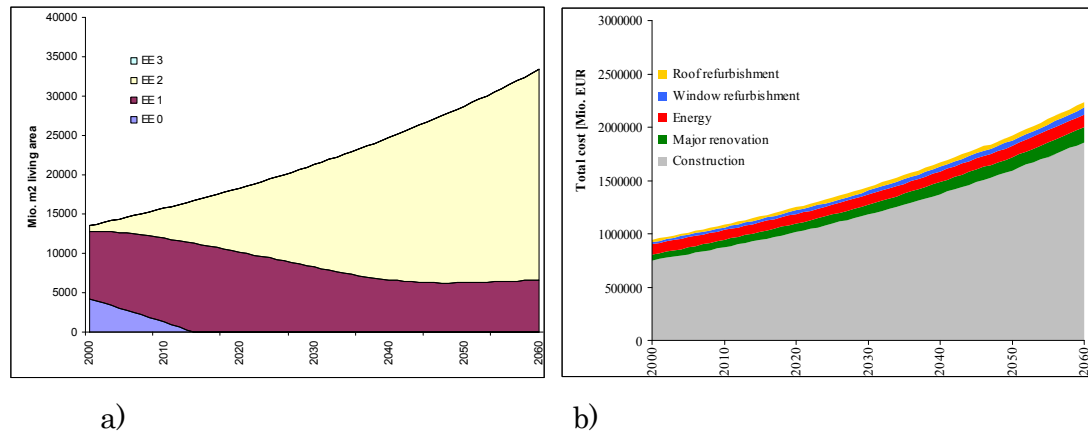 40000
35000
30000
25000
20000
15000
10000
5000
0
Mio. m2 living area
EE 3
EE 2
EE 1
EE 0
2000
2010
2020
2030
2040
2050
2060
a)
3000000
2500000
2000000
1500000
1000000
500000
0
Total cost [Mio. EUR
Roof refurbishment
Window refurbishment
Energy
Major renovation
Construction
2000
2010
2020
2030
2040
2050
2060
b)